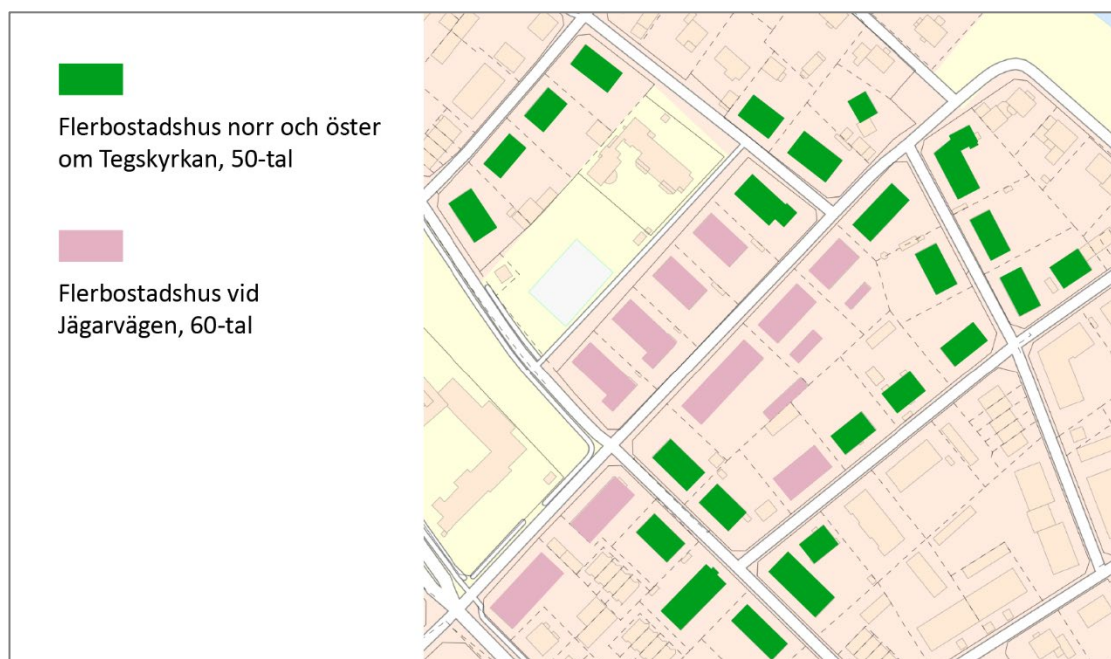 Flerbostadshus norr och öster
om Tegskyrkan, 50-tal
Flerbostadshus vid
Jägarvägen, 60-tal